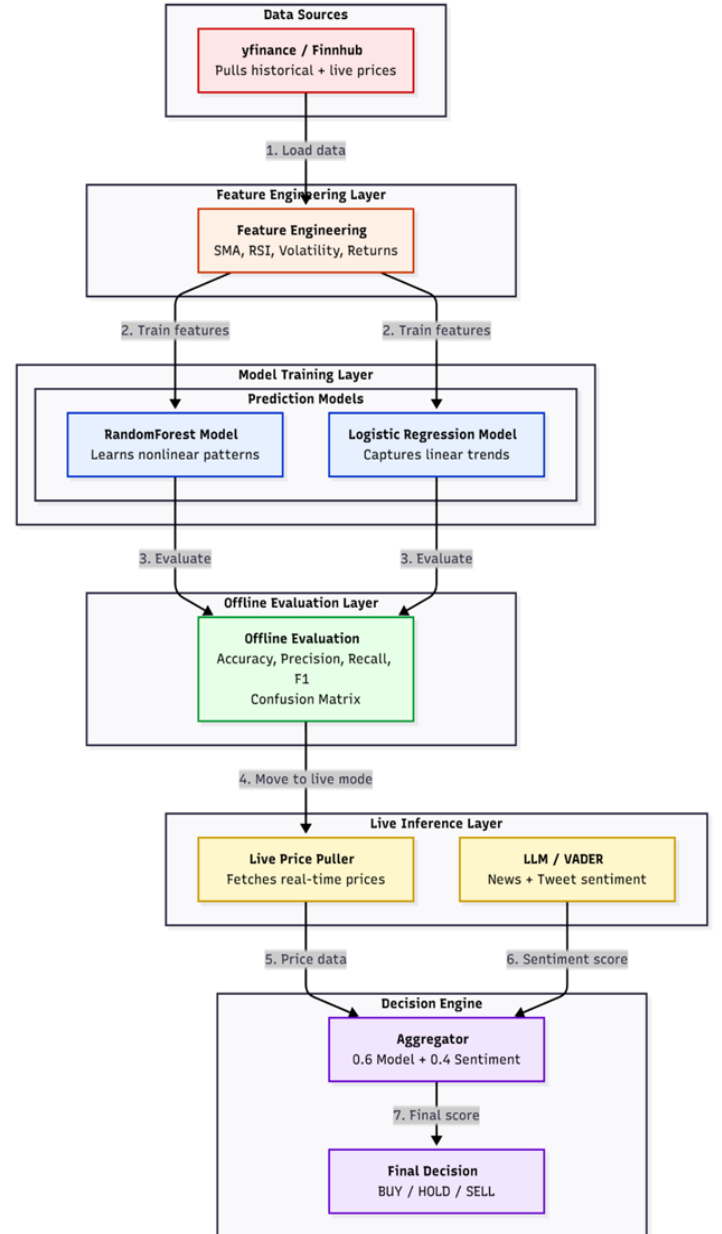 Data Sources
yfinance / Finnhub
Pulls historical + live prices
1. Load data
Feature Engineering Layer
Feature Engineering
SMA, RSI, Volatility, Returns
2. Train features
2. Train features
Model Training Layer
Prediction Models
RandomForest Model
Learns nonlinear patterns
Logistic Regression Model
Captures linear trends
3. Evaluate
3. Evaluate
Offline Evaluation Layer
Offline Evaluation
Accuracy, Precision, Recall,
F1
Confusion Matrix
4. Move to live mode
Live Inference Layer
Live Price Puller
Fetches real-time prices
LLM / VADER
News + Tweet sentiment
5. Price data
6. Sentiment score
Decision Engine
Aggregator
0.6 Model + 0.4 Sentiment
7. Final score
Final Decision
BUY / HOLD / SELL